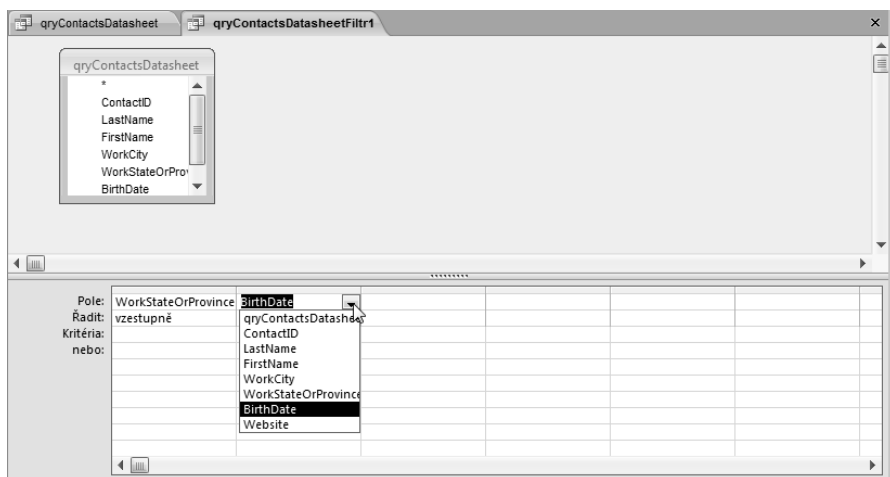 qryContactsDatasheet qryContactsDatasheetFiltr1
qryContactsDatasheet
*
ContactID
LastName
FirstName
WorkCity
WorkStateOrProv
BirthDate
Pole: WorkStateOrProvince BirthDate
Řadit: vzestupně
Kritéria:
nebo:
qryContactsDatashe
ContactID
LastName
FirstName
WorkCity
WorkStateOrProvince
BirthDate
Website